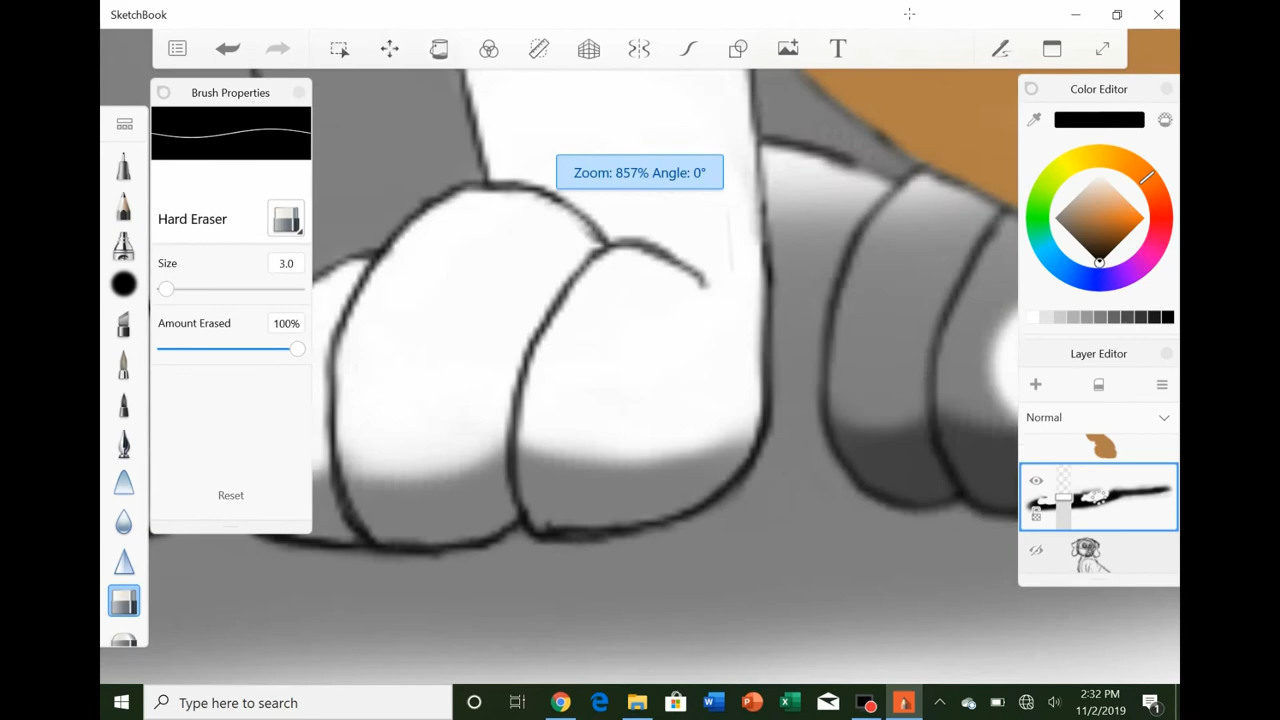 SketchBook
T
Brush Properties
Color Editor
Zoom: 857% Angle: 0°
Hard Eraser
Size
3.0
Amount Erased
100%
Layer Editor
Normal
Reset
Type here to search
2:32 PM
11/2/2019
1